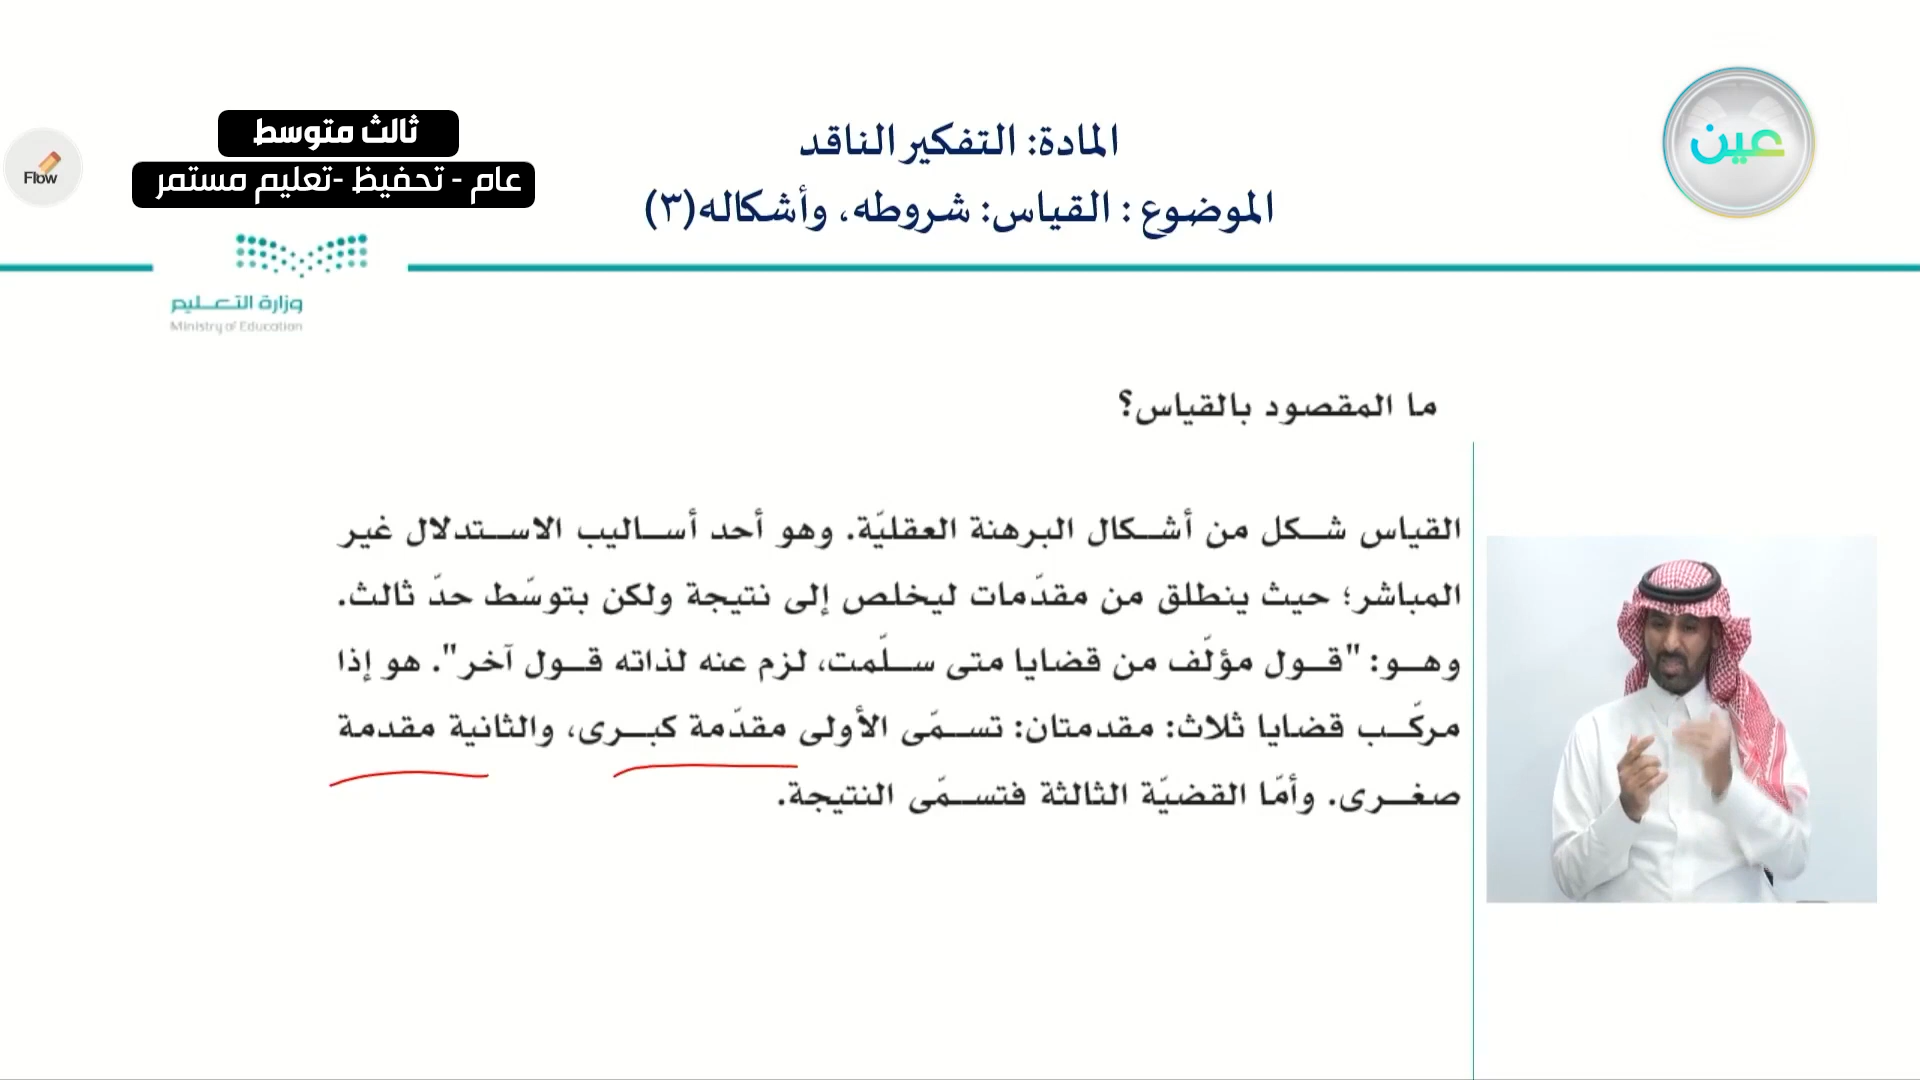 المادة: التفكير الناقد
الموضوع : القياس: شروطه، وأشكاله(٣)
عين
ثالث متوسط
عام - تحفيظ -تعليم مستمر
Flow
وزارة التعـــليم
Ministry of Education
ما المقصود بالقياس؟
القياس شكل من أشكال البرهنة العقليّة. وهو أحد أساليب الاستدلال غير
المباشر؛ حيث ينطلق من مقدّمات ليخلص إلى نتيجة ولكن بتوسّط حدّ ثالث.
وهو: "قول مؤلّف من قضايا متى سلّمت، لزم عنه لذاته قول آخر". هو إذا
مركّب قضايا ثلاث: مقدمتان: تسمّى الأولى مقدّمة كبرى، والثانية مقدمة
صغرى. وأمّا القضيّة الثالثة فتسمّى النتيجة.